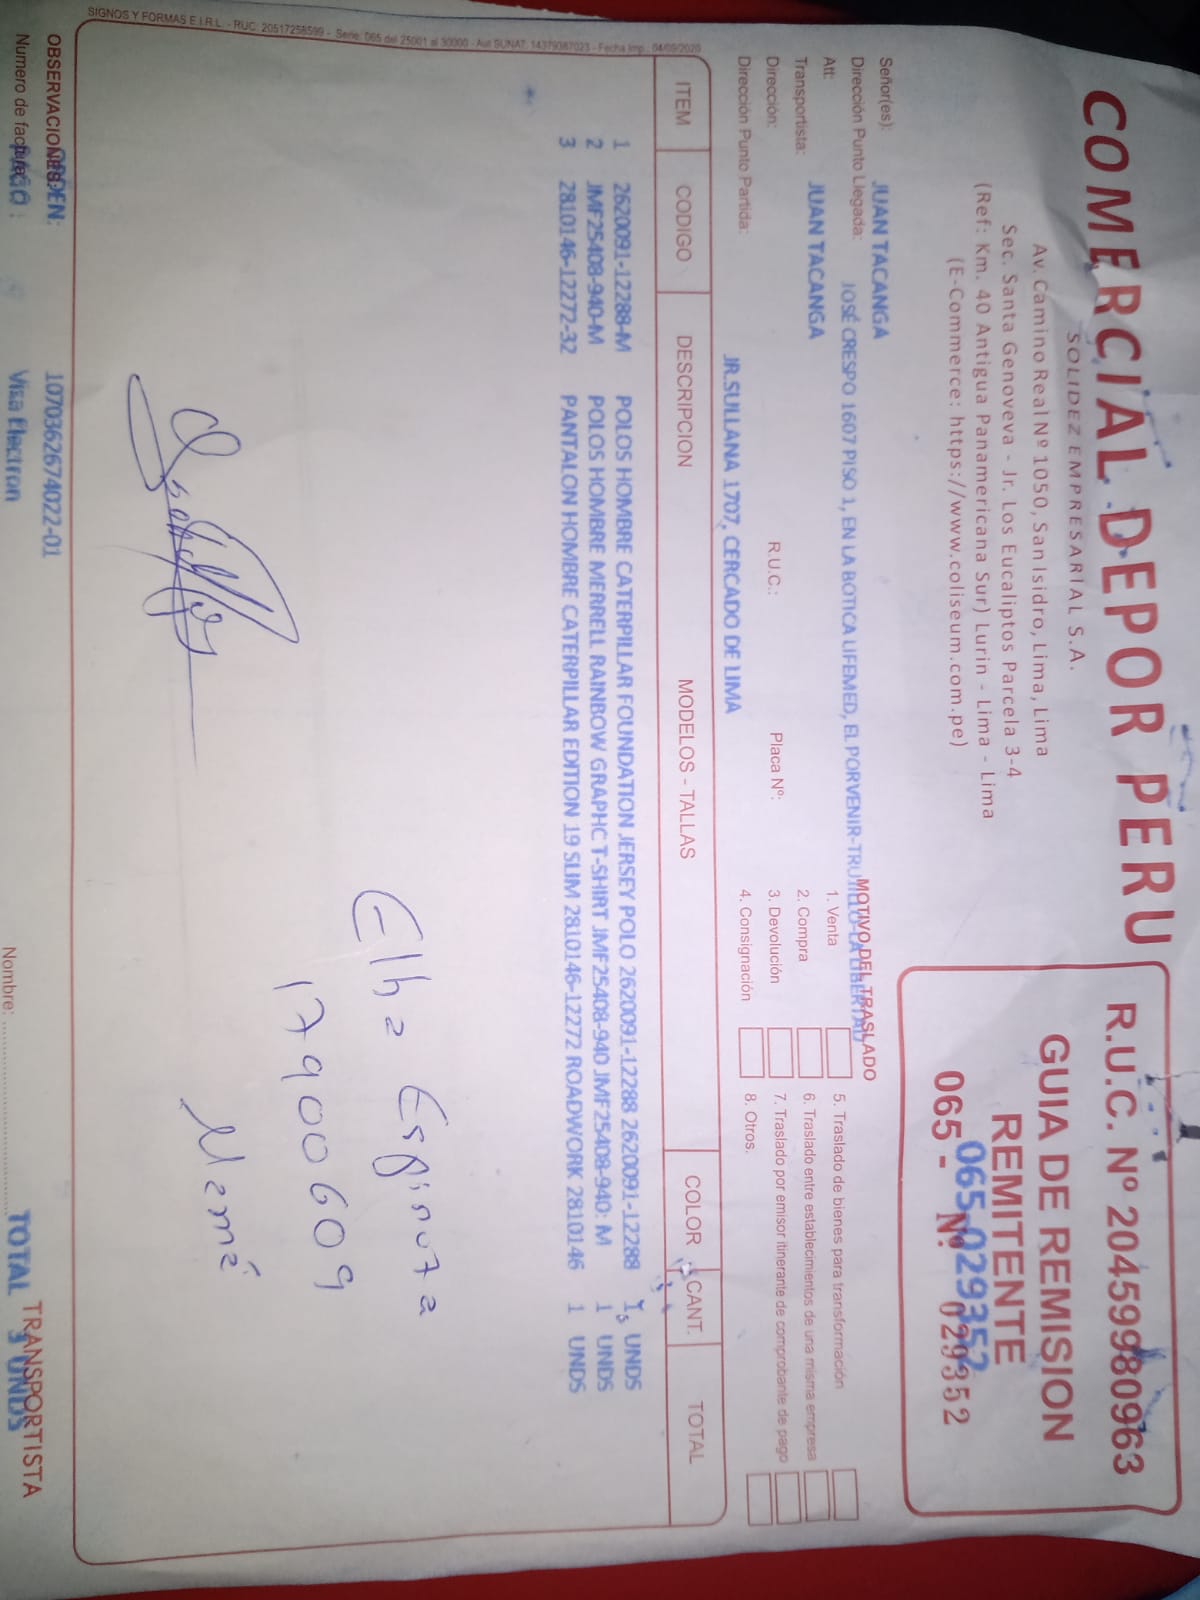 COMERCIAL DEPOR PERU
SOLIDEZ EMPRESARIAL S.A.
Av. Camino Real Nº 1050, San Isidro, Lima, Lima
Sec. Santa Genoveva - Jr. Los Eucaliptos Parcela 3-4
(Ref: Km. 40 Antigua Panamericana Sur) Lurin - Lima - Lima
(E-Commerce: https://www.coliseum.com.pe)
R.U.C. Nº 20459980963
GUIA DE REMISION
REMITENTE
065-029352
065 - Nº 029352
Señor(es): JUAN TACANGA
Dirección Punto Llegada: JOSÉ CRESPO 1607 PISO 1, EN LA BOTICA LIFEMED, EL PORVENIR-TRUJILLO-LA LIBERTAD
Att:
Transportista: JUAN TACANGA
Dirección: R.U.C.: Placa Nº:
Dirección Punto Partida: JR.SULLANA 1707, CERCADO DE LIMA
MOTIVO DEL TRASLADO
1. Venta
2. Compra
3. Devolución
4. Consignación
5. Traslado de bienes para transformación
6. Traslado entre establecimientos de una misma empresa
7. Traslado por emisor itinerante de comprobante de pago
8. Otros.
ITEM CODIGO DESCRIPCION MODELOS - TALLAS COLOR CANT. TOTAL
1 2620091-12288-M POLOS HOMBRE CATERPILLAR FOUNDATION JERSEY POLO 2620091-12288 2620091-12288 1 UNDS
2 JMF25408-940-M POLOS HOMBRE MERRELL RAINBOW GRAPHC T-SHIRT JMF25408-940 JMF25408-940: M 1 UNDS
3 2810146-12272-32 PANTALON HOMBRE CATERPILLAR EDITION 19 SLIM 2810146-12272 ROADWORK 2810146 1 UNDS
Elba Espinoza
17900609
Mamá
SIGNOS Y FORMAS E.I.R.L. - RUC: 20517258599 - Serie: 065 del 25001 al 30000 - Aut SUNAT: 14379387023 - Fecha Imp.: 04/09/2020
OBSERVACIONES:
ORDEN: 1070362674022-01
Numero de factura:
PAGO : Visa Electron
Nombre:
TRANSPORTISTA
TOTAL 3 UNDS